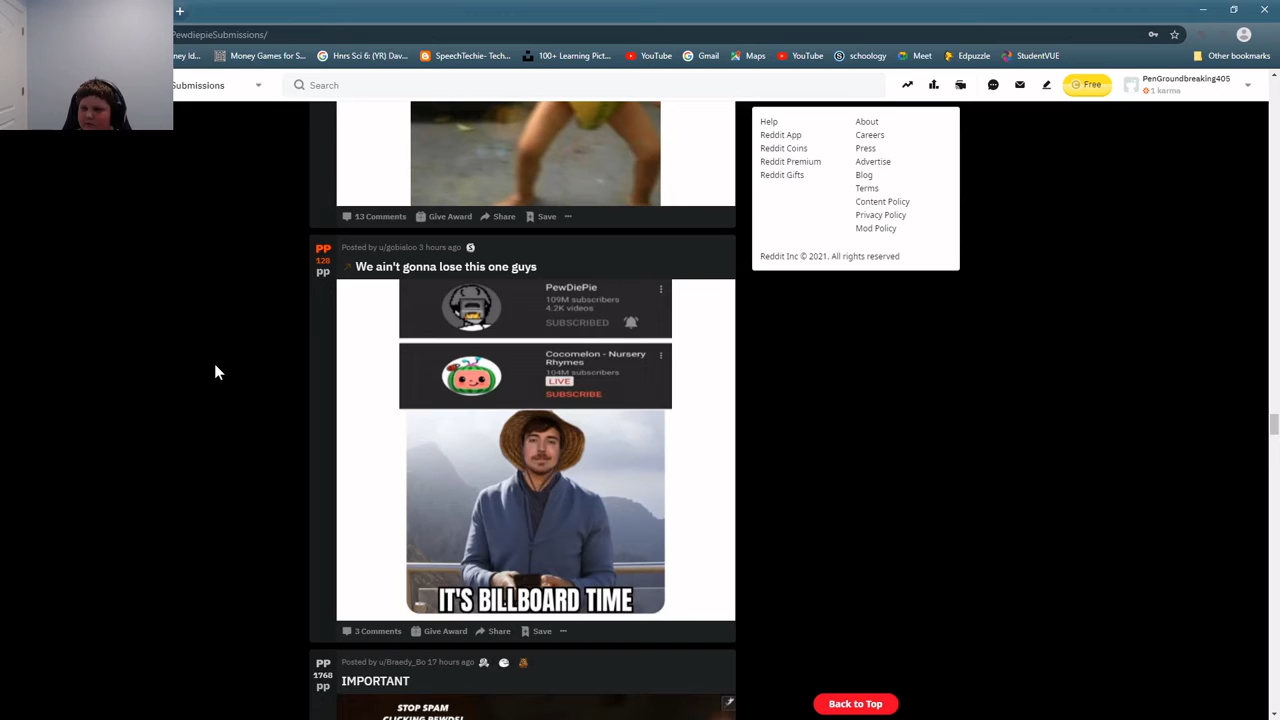 PewdiepieSubmissions/
ney Id...
Money Games for S...
Hnrs Sci 6: (YR) Dav...
SpeechTechie- Tech...
100+ Learning Pict...
YouTube
Gmail
Maps
YouTube
schoology
Meet
Edpuzzle
StudentVUE
Other bookmarks
Submissions
Search
Free
PenGroundbreaking405
1 karma
Help
About
Reddit App
Careers
Reddit Coins
Press
Reddit Premium
Advertise
Reddit Gifts
Blog
Terms
Content Policy
Privacy Policy
Mod Policy
Reddit Inc © 2021. All rights reserved
13 Comments Give Award Share Save
PP
128
PP
Posted by u/gobialoo 3 hours ago
We ain't gonna lose this one guys
PewDiePie
109M subscribers
4.2K videos
SUBSCRIBED
Cocomelon - Nursery
Rhymes
104M subscribers
LIVE
SUBSCRIBE
IT'S BILLBOARD TIME
3 Comments Give Award Share Save
PP
1768
PP
Posted by u/Braedy_Bo 17 hours ago
IMPORTANT
STOP SPAM
CLICKING PEWDS'
Back to Top